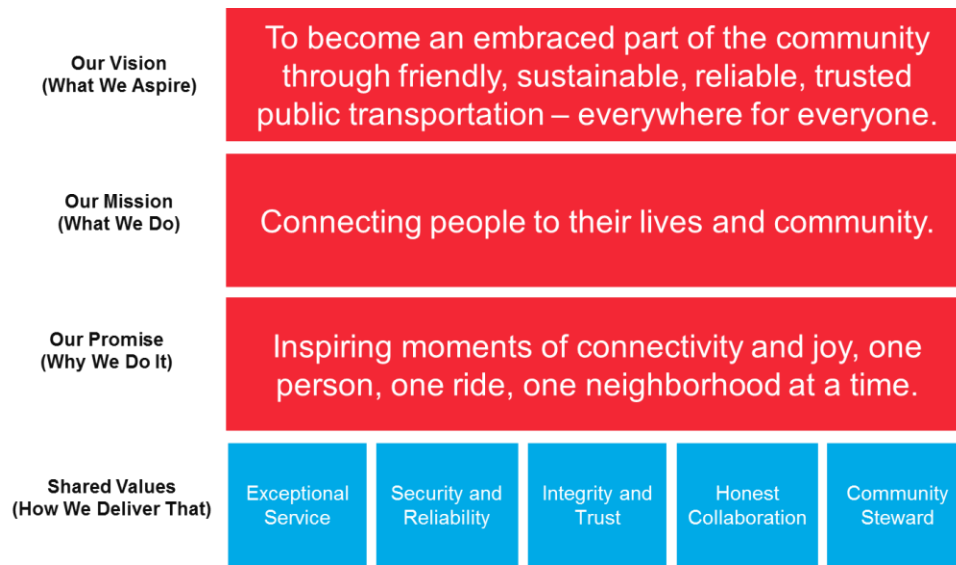 Our Vision
(What We Aspire)
To become an embraced part of the community
through friendly, sustainable, reliable, trusted
public transportation – everywhere for everyone.
Our Mission
(What We Do)
Connecting people to their lives and community.
Our Promise
(Why We Do It)
Inspiring moments of connectivity and joy, one
person, one ride, one neighborhood at a time.
Shared Values
(How We Deliver That)
Exceptional
Service
Security and
Reliability
Integrity and
Trust
Honest
Collaboration
Community
Steward